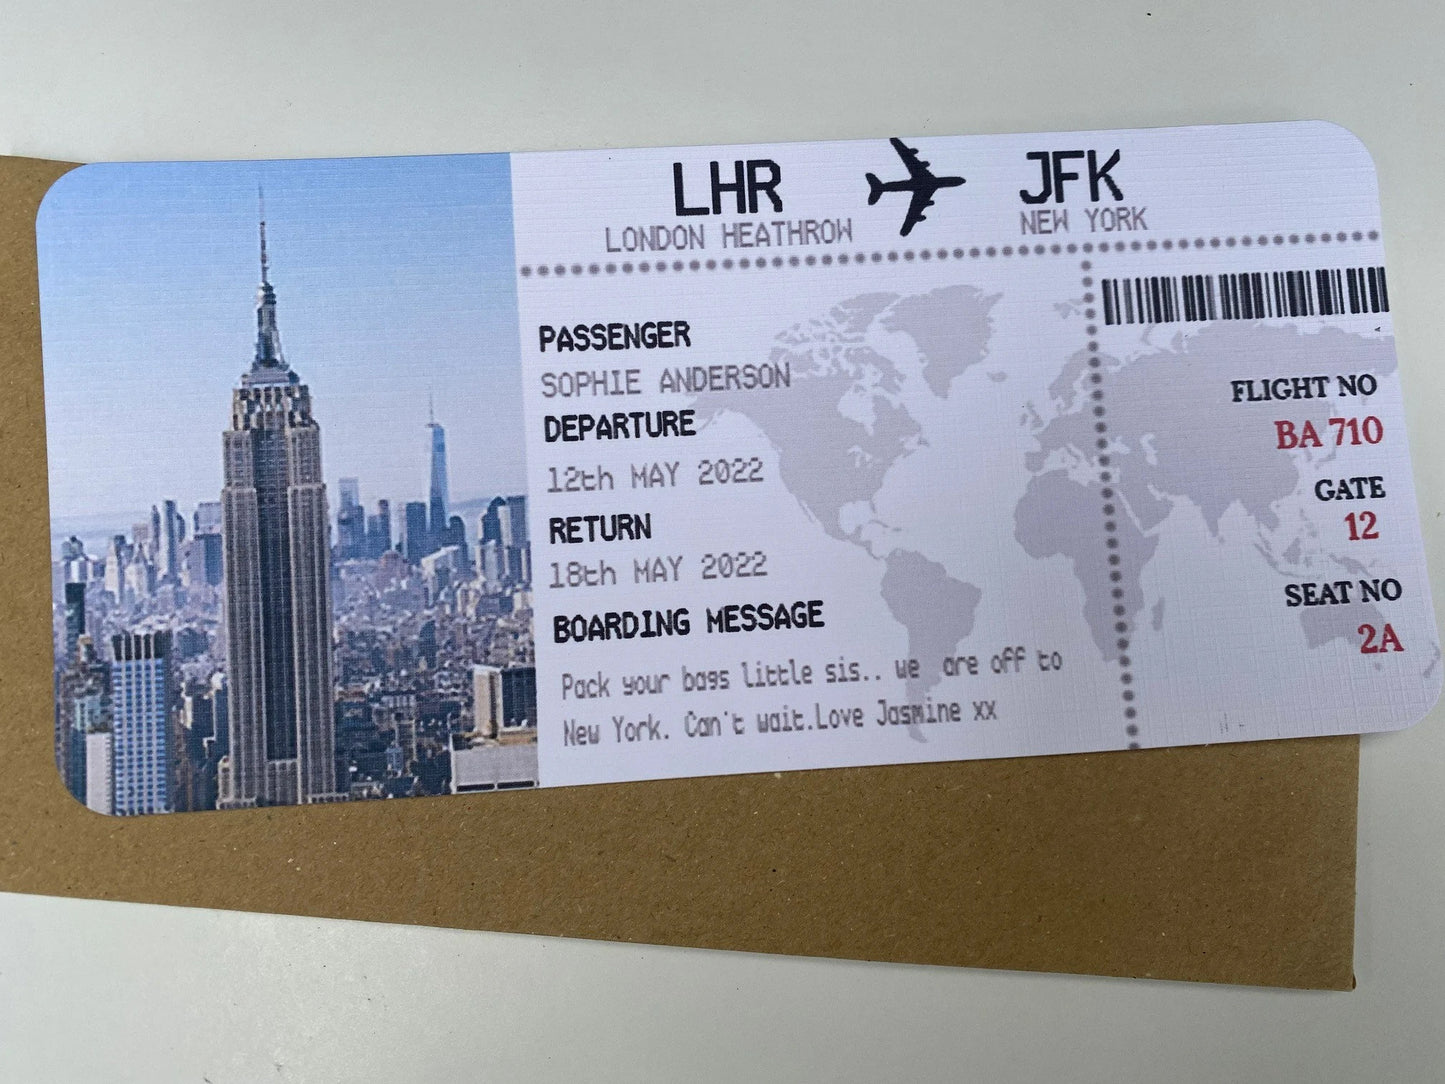 LHR JFK
LONDON HEATHROW NEW YORK
PASSENGER
SOPHIE ANDERSON
DEPARTURE
12th MAY 2022
RETURN
18th MAY 2022
BOARDING MESSAGE
Pack your bags little sis.. we are off to
New York. Can't wait.Love Jasmine xx
FLIGHT NO
BA 710
GATE
12
SEAT NO
2A